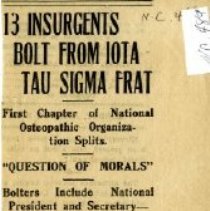 13 INSURGENTS
BOLT FROM IOTA
TAU SIGMA FRAT
First Chapter of National
Osteopathic Organiza-
tion Splits.
"QUESTION OF MORALS"
Bolters Include National
President and Secretary—